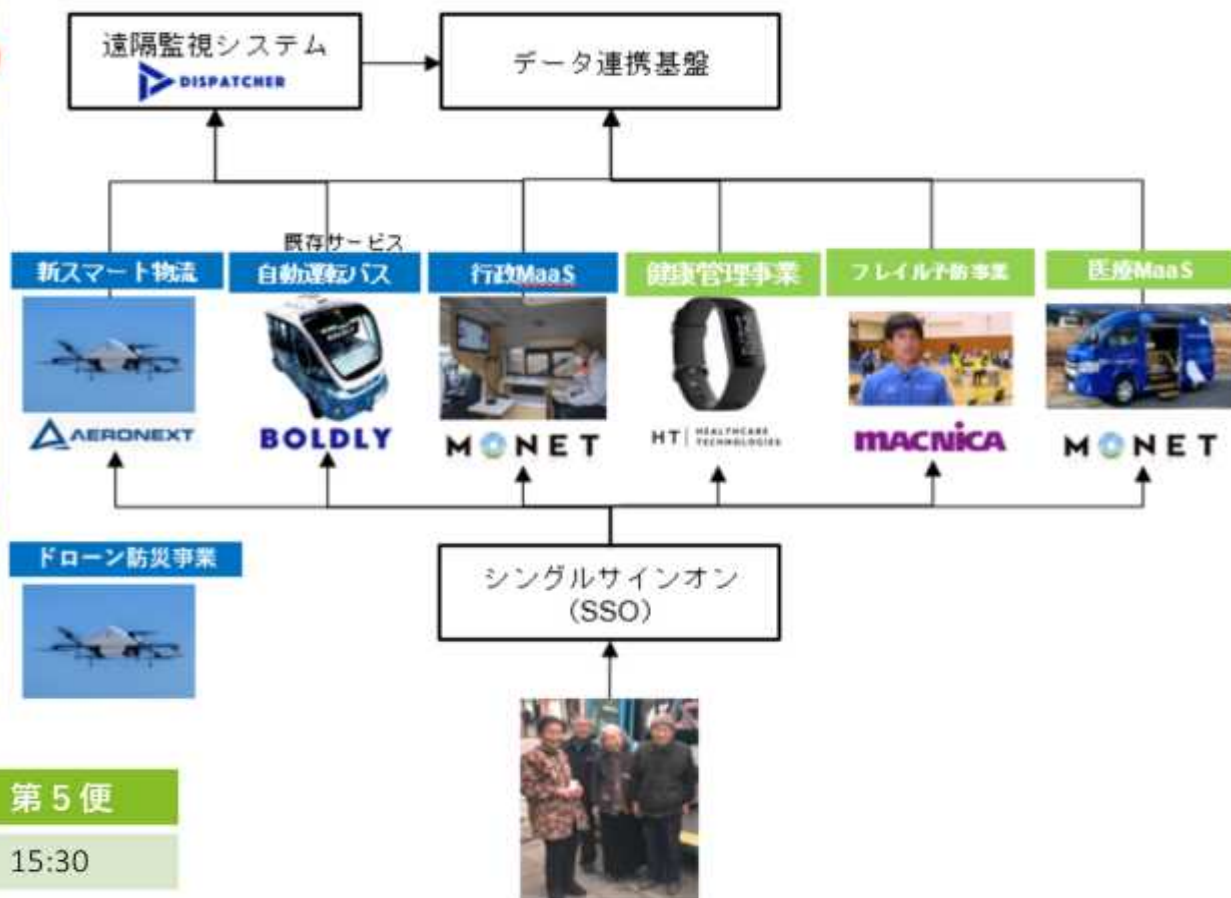 遠隔監視システム
DISPATCHER
データ連携基盤
既存サービス
新スマート物流
自動運転バス
行政MaaS
健康管理事業
フレイル予防事業
医療MaaS
AERONEXT
BOLDLY
MONET
HT | HEALTHCARE
TECHNOLOGIES
MACNICA
MONET
ドローン防災事業
シングルサインオン
(SSO)
第5便
15:30